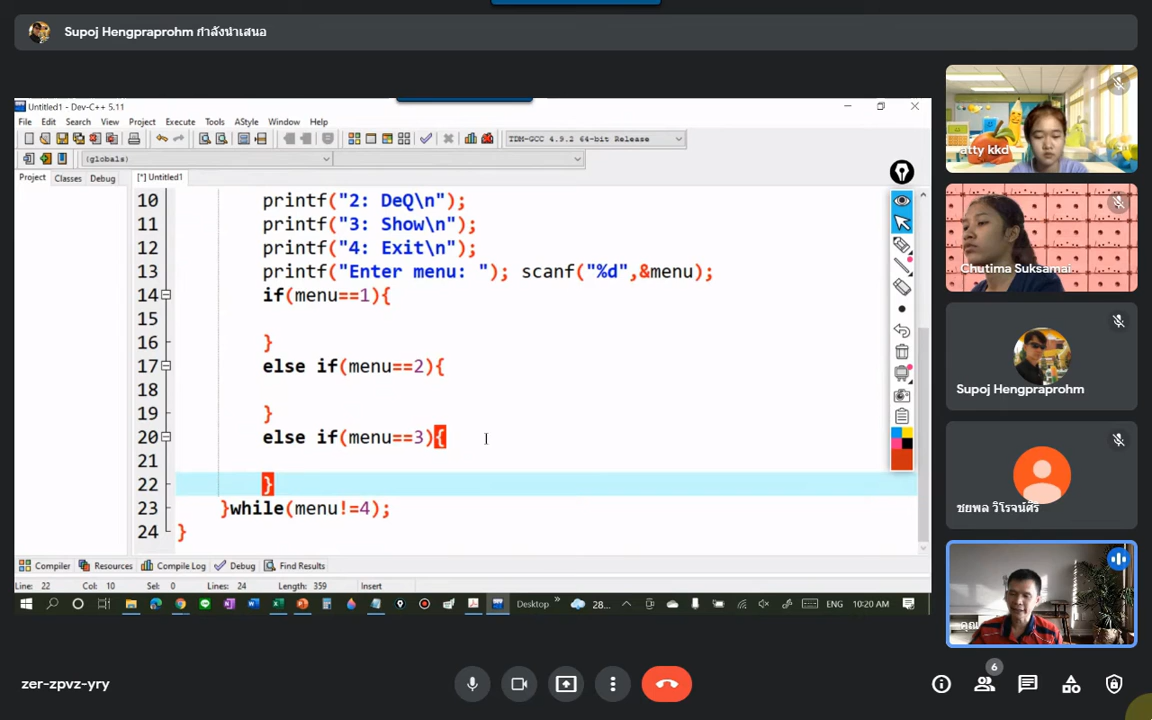 Supoj Hengpraprohm กำลังนำเสนอ
Untitled1 - Dev-C++ 5.11
File Edit Search View Project Execute Tools AStyle Window Help
TDM-GCC 4.9.2 64-bit Release
(globals)
Project Classes Debug
[*] Untitled1
10 printf("2: DeQ\n");
11 printf("3: Show\n");
12 printf("4: Exit\n");
13 printf("Enter menu: "); scanf("%d",&menu);
14 if(menu==1){
15
16 }
17 else if(menu==2){
18
19 }
20 else if(menu==3){
21
22 }
23 }while(menu!=4);
24 }
Compiler Resources Compile Log Debug Find Results
Line: 22 Col: 10 Sel: 0 Lines: 24 Length: 359 Insert
Desktop » 28... ENG 10:20 AM
atty kkd
Chutima Suksamai...
Supoj Hengpraprohm
ชยพล วิโรจน์ศิริ
คุณ
zer-zpvz-yry
6